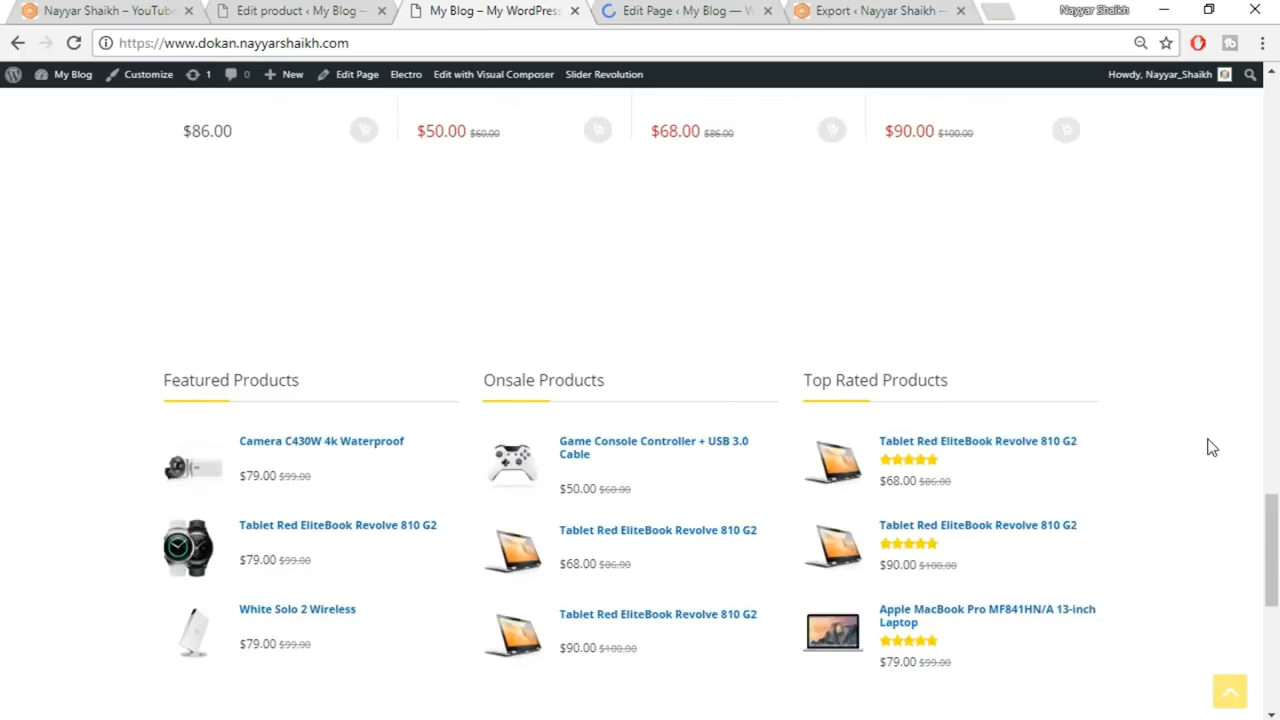 Nayyar Shaikh – YouTube
Edit product ‹ My Blog –
My Blog – My WordPress
Edit Page ‹ My Blog — W
Export ‹ Nayyar Shaikh —
Nayyar Shaikh
https://www.dokan.nayyarshaikh.com
My Blog
Customize
1
0
New
Edit Page
Electro
Edit with Visual Composer
Slider Revolution
Howdy, Nayyar_Shaikh
$86.00
$50.00 $60.00
$68.00 $86.00
$90.00 $100.00
Featured Products
Camera C430W 4k Waterproof
$79.00 $99.00
Tablet Red EliteBook Revolve 810 G2
$79.00 $99.00
White Solo 2 Wireless
$79.00 $99.00
Onsale Products
Game Console Controller + USB 3.0
Cable
$50.00 $60.00
Tablet Red EliteBook Revolve 810 G2
$68.00 $86.00
Tablet Red EliteBook Revolve 810 G2
$90.00 $100.00
Top Rated Products
Tablet Red EliteBook Revolve 810 G2
$68.00 $86.00
Tablet Red EliteBook Revolve 810 G2
$90.00 $100.00
Apple MacBook Pro MF841HN/A 13-inch
Laptop
$79.00 $99.00